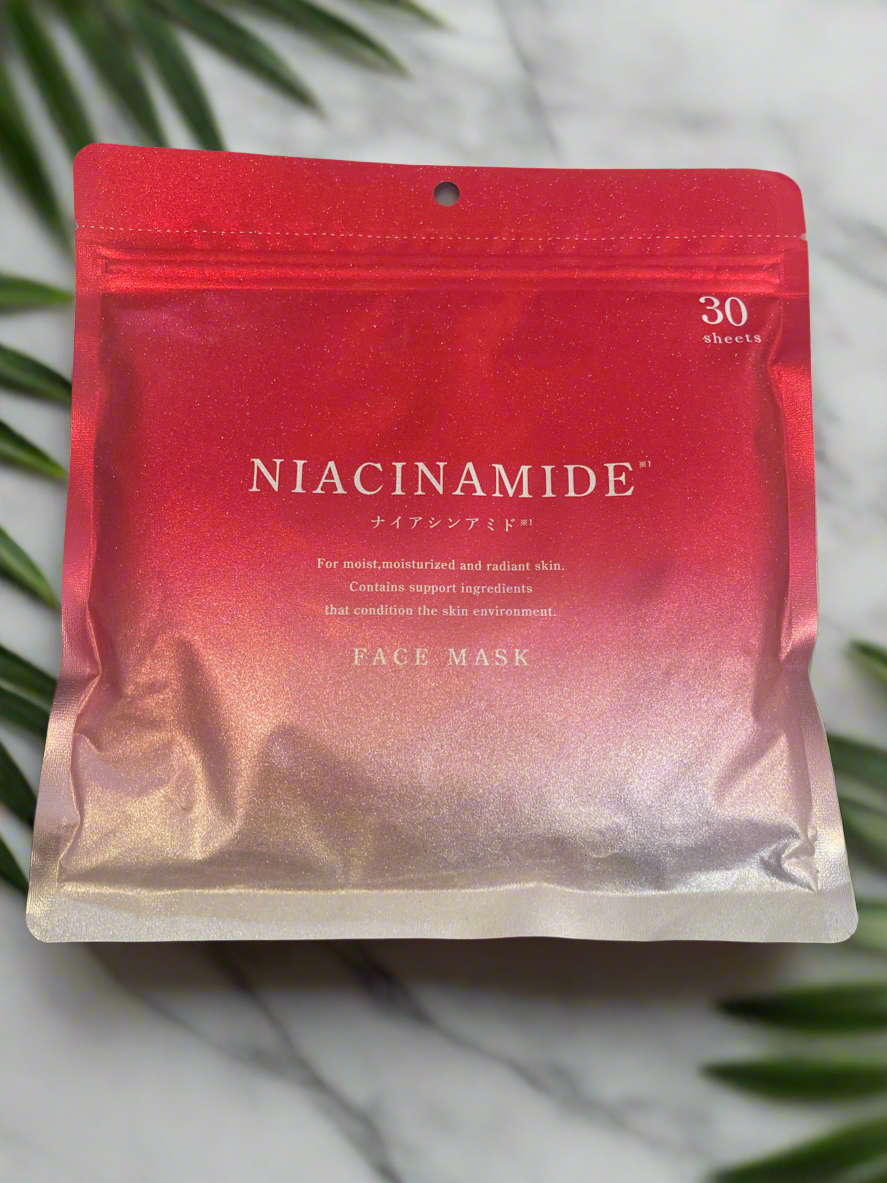 30
sheets
NIACINAMIDE※1
ナイアシンアミド※1
For moist,moisturized and radiant skin.
Contains support ingredients
that condition the skin environment.
FACE MASK